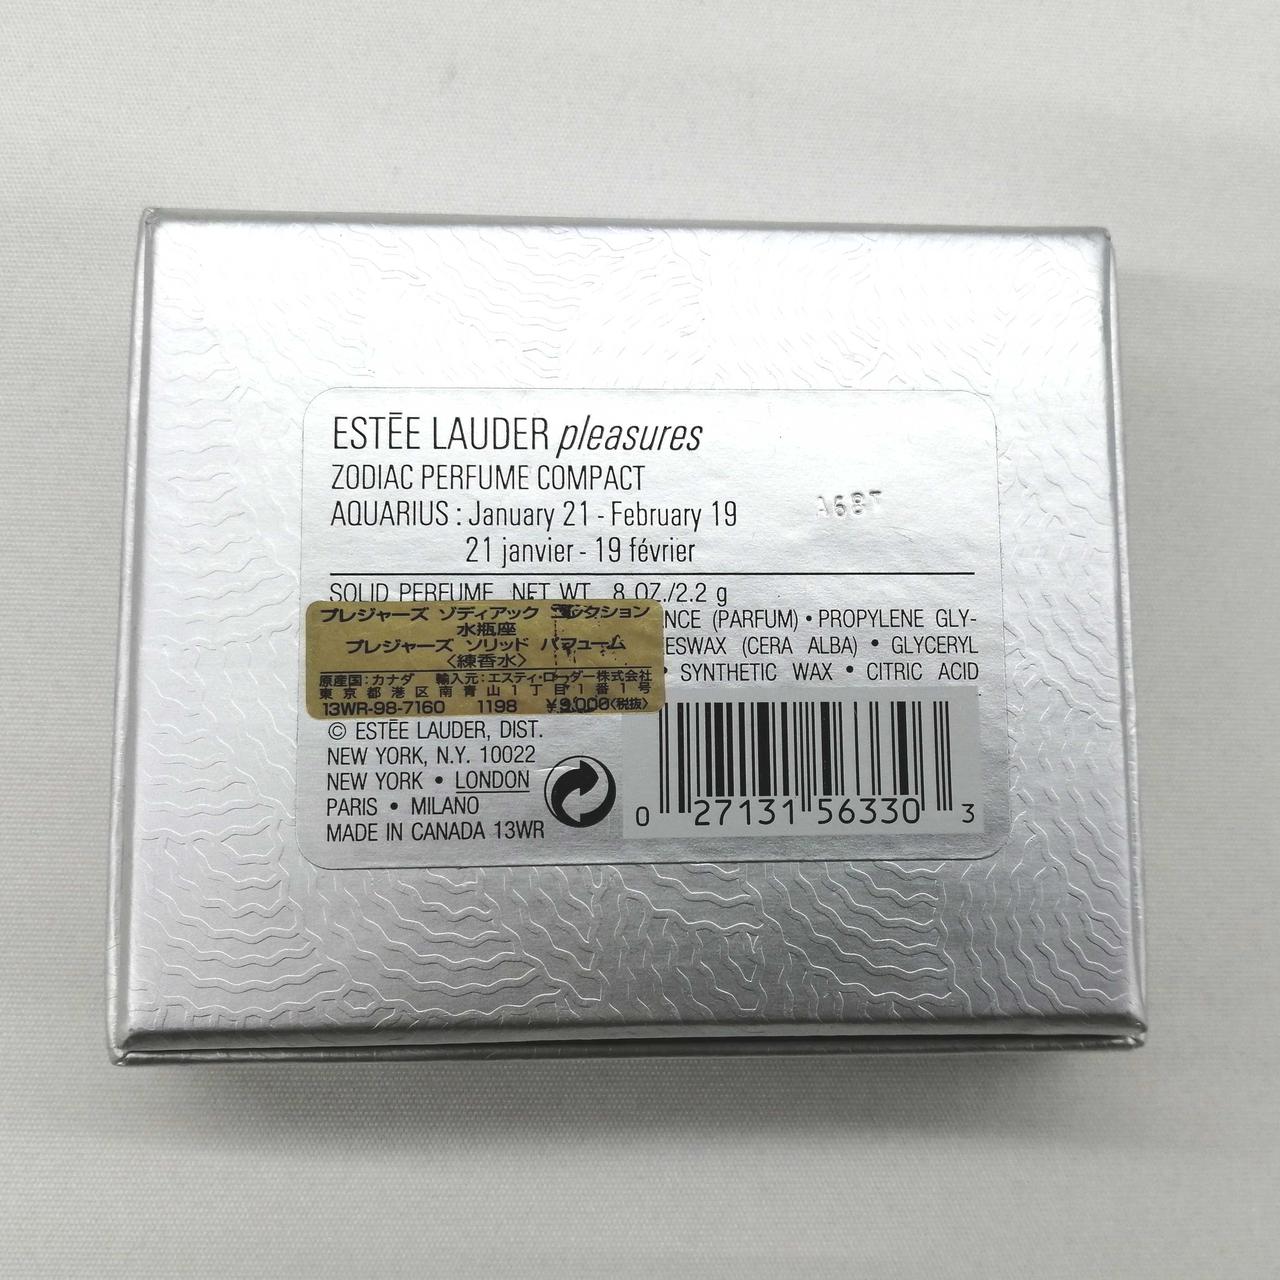 ESTĒE LAUDER pleasures
ZODIAC PERFUME COMPACT
AQUARIUS : January 21 - February 19
21 janvier - 19 février
A687
SOLID PERFUME NET WT. .8 OZ./2.2 g
NCE (PARFUM) • PROPYLENE GLY-
ESWAX (CERA ALBA) • GLYCERYL
• SYNTHETIC WAX • CITRIC ACID
プレジャーズ ゾディアック コレクション
水瓶座
プレジャーズ ソリッド パフューム
〈練香水〉
原産国:カナダ 輸入元:エスティ・ローダー株式会社
東京都港区南青山1丁目1番1号
13WR-98-7160 1198 ¥9,000〈税抜〉
© ESTĒE LAUDER, DIST.
NEW YORK, N.Y. 10022
NEW YORK • LONDON
PARIS • MILANO
MADE IN CANADA 13WR
0 27131 56330 3